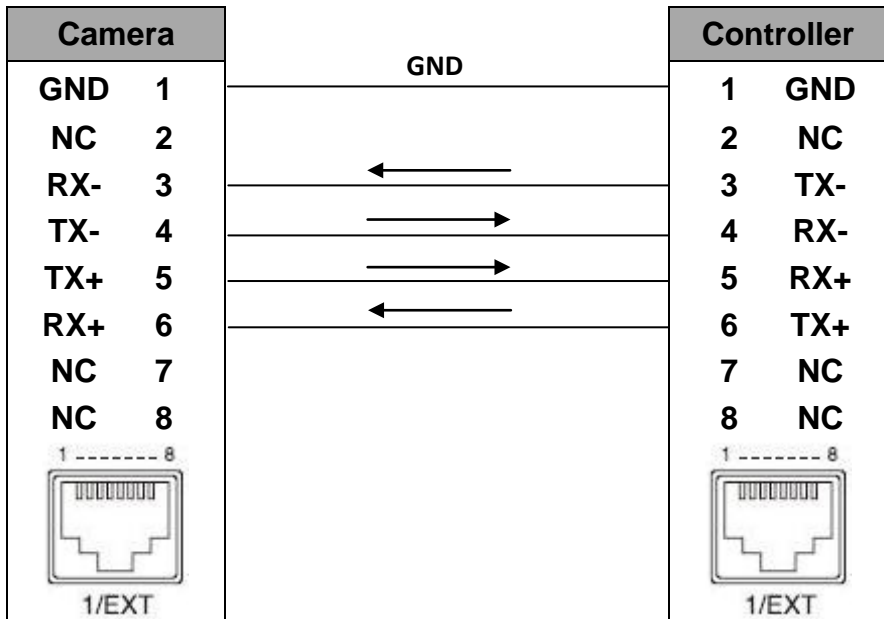 Camera Controller
GND
GND 1 1 GND
NC 2 2 NC
RX- 3 3 TX-
TX- 4 4 RX-
TX+ 5 5 RX+
RX+ 6 6 TX+
NC 7 7 NC
NC 8 8 NC
1 -------- 8 1 -------- 8
1/EXT 1/EXT